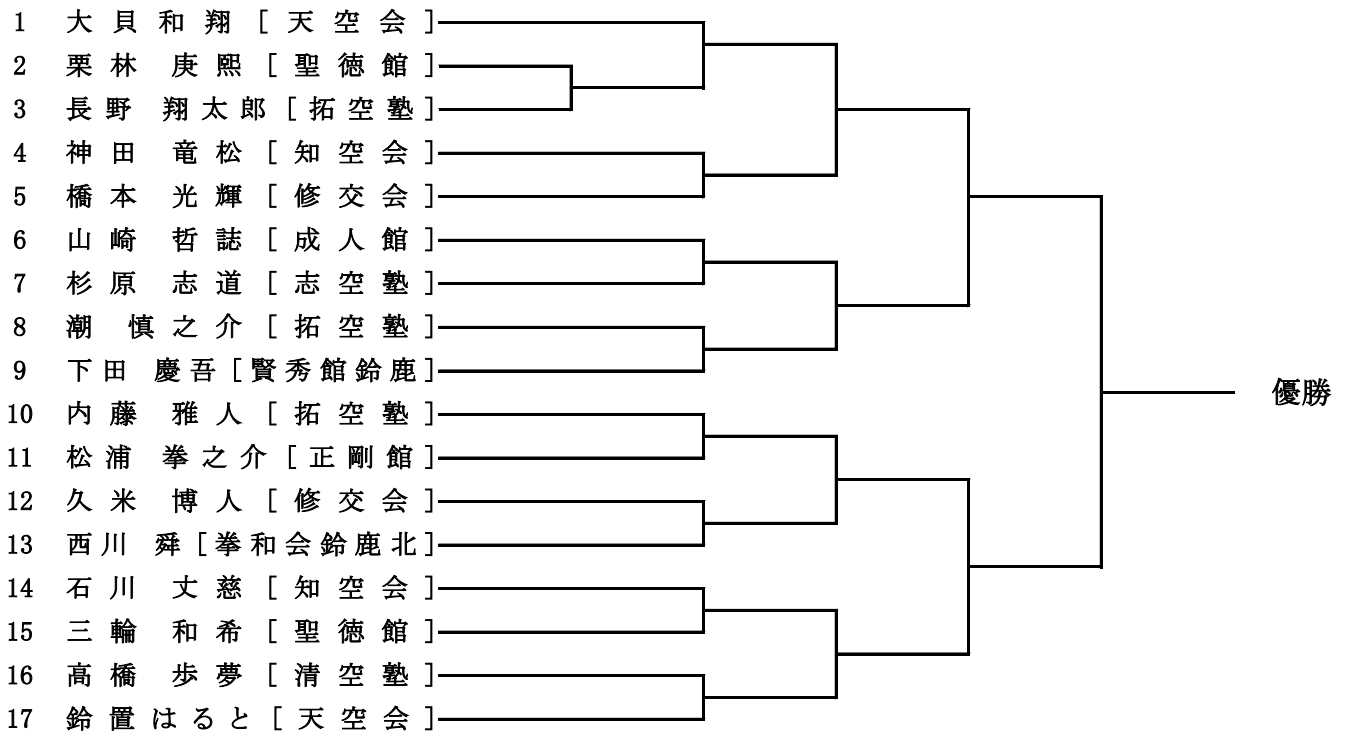 1 大貝和翔[天空会]
2 栗林 庚熙[聖徳館]
3 長野 翔太郎[拓空塾]
4 神田 竜松[知空会]
5 橋本 光輝[修交会]
6 山崎 哲誌[成人館]
7 杉原 志道[志空塾]
8 潮 慎之介[拓空塾]
9 下田 慶吾[賢秀館鈴鹿]
優勝
10 内藤 雅人[拓空塾]
11 松浦 拳之介[正剛館]
12 久米 博人[修交会]
13 西川 舜[拳和会鈴鹿北]
14 石川 丈慈[知空会]
15 三輪 和希[聖徳館]
16 高橋 歩夢[清空塾]
17 鈴置はると[天空会]